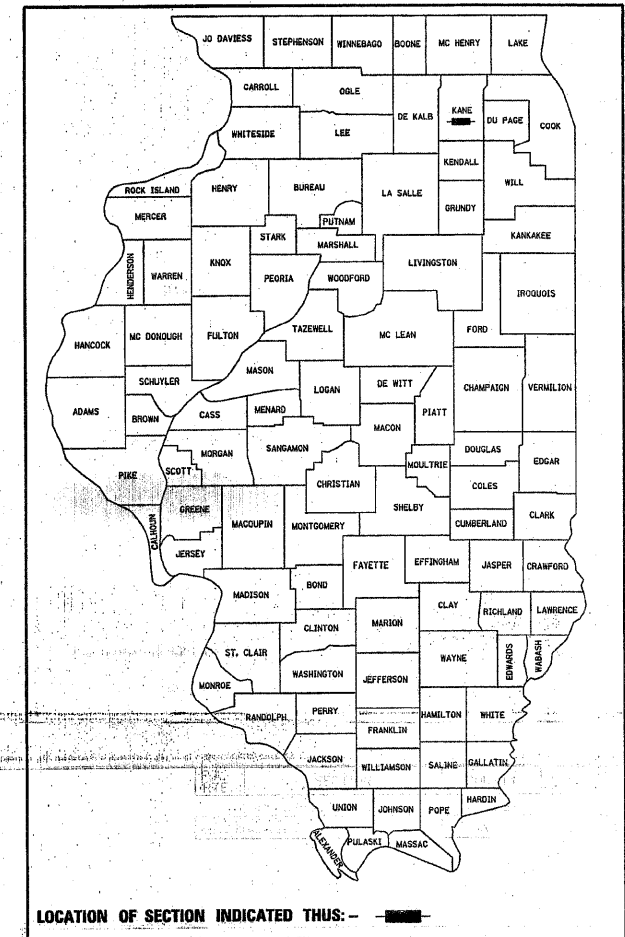 JO DAVIESS
STEPHENSON
WINNEBAGO
BOONE
MC HENRY
LAKE
CARROLL
OGLE
DE KALB
KANE
DU PAGE
COOK
WHITESIDE
LEE
KENDALL
WILL
ROCK ISLAND
HENRY
BUREAU
LA SALLE
GRUNDY
MERCER
PUTNAM
KANKAKEE
STARK
MARSHALL
HENDERSON
WARREN
KNOX
PEORIA
WOODFORD
LIVINGSTON
IROQUOIS
HANCOCK
MC DONOUGH
FULTON
TAZEWELL
MC LEAN
FORD
MASON
SCHUYLER
LOGAN
DE WITT
CHAMPAIGN
VERMILION
ADAMS
BROWN
CASS
MENARD
PIATT
MACON
MORGAN
SANGAMON
DOUGLAS
EDGAR
PIKE
SCOTT
MOULTRIE
CHRISTIAN
COLES
GREENE
MACOUPIN
MONTGOMERY
SHELBY
CLARK
CUMBERLAND
CALHOUN
JERSEY
FAYETTE
EFFINGHAM
JASPER
CRAWFORD
MADISON
BOND
CLAY
RICHLAND
LAWRENCE
MARION
CLINTON
ST. CLAIR
WAYNE
EDWARDS
WABASH
WASHINGTON
JEFFERSON
MONROE
RANDOLPH
PERRY
HAMILTON
WHITE
FRANKLIN
JACKSON
WILLIAMSON
SALINE
GALLATIN
UNION
JOHNSON
POPE
HARDIN
ALEXANDER
PULASKI
MASSAC
LOCATION OF SECTION INDICATED THUS: -